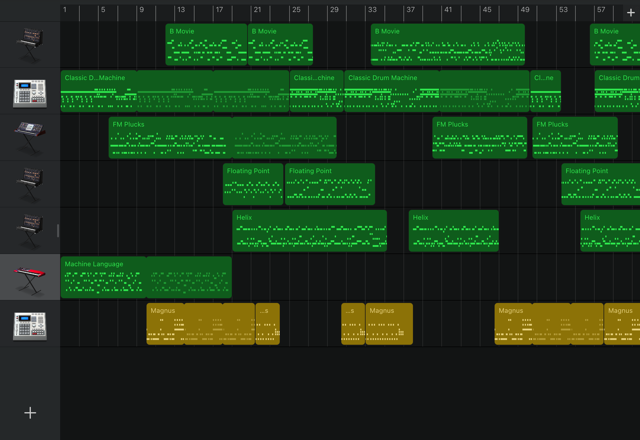 1 5 9 13 17 21 25 29 33 37 41 45 49 53 57
B Movie B Movie B Movie B Movie
Classic D...Machine Classi...chine Classic Drum Machine Cl...ne Classic Drum
FM Plucks FM Plucks FM Plucks
Floating Point Floating Point Floating Point
Helix Helix Helix
Machine Language
Magnus ...s ...s Magnus Magnus Magnus